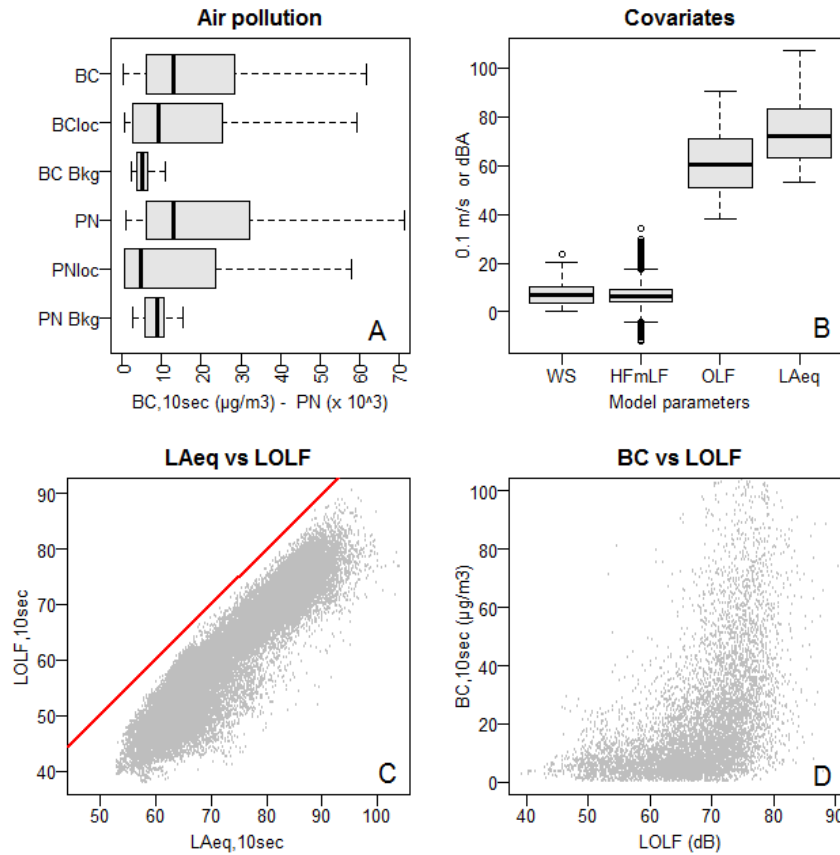 Air pollution
BC
BCloc
BC Bkg
PN
PNloc
PN Bkg
A
0 10 20 30 40 50 60 70
BC,10sec (µg/m3) - PN (x 10^3)
Covariates
100
80
60
40
20
0
0.1 m/s or dBA
B
WS HFmLF OLF LAeq
Model parameters
LAeq vs LOLF
90
80
70
60
50
40
LOLF,10sec
C
50 60 70 80 90 100
LAeq,10sec
BC vs LOLF
100
80
60
40
20
0
BC,10sec (µg/m3)
D
40 50 60 70 80 90
LOLF (dB)